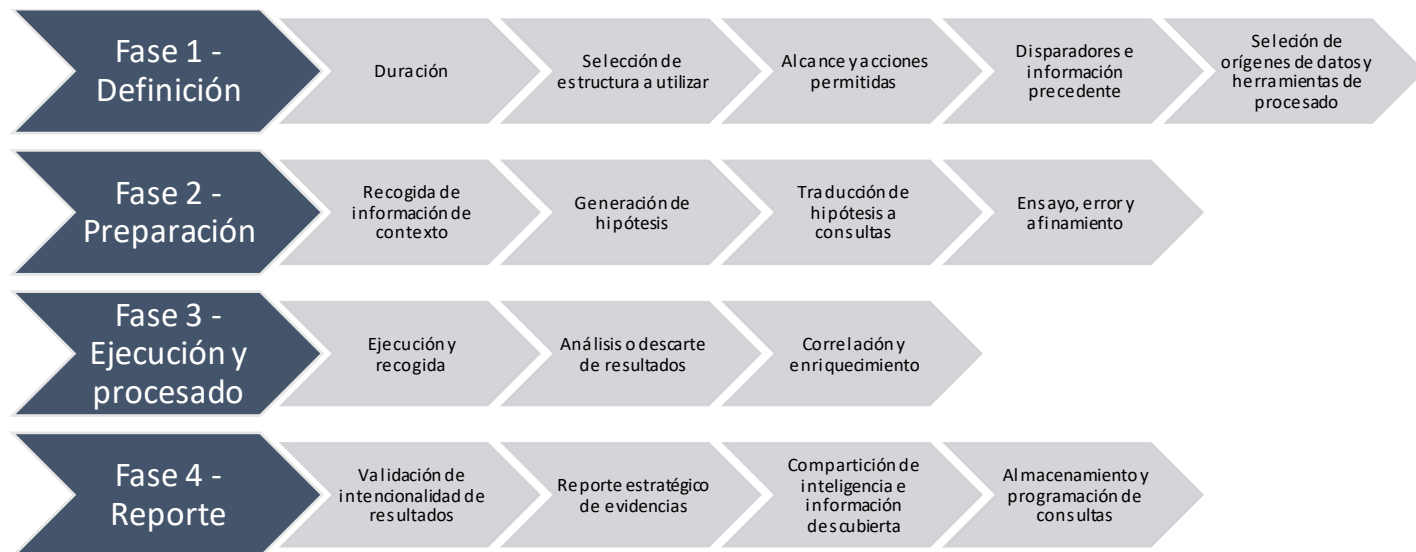 Fase 1 -
Definición
Duración
Selección de
estructura a utilizar
Alcance y acciones
permitidas
Disparadores e
información
precedente
Seleción de
orígenes de datos y
herramientas de
procesado
Fase 2 -
Preparación
Recogida de
información de
contexto
Generación de
hipótesis
Traducción de
hipótesis a
consultas
Ensayo, error y
afinamiento
Fase 3 -
Ejecución y
procesado
Ejecución y
recogida
Análisis o descarte
de resultados
Correlación y
enriquecimiento
Fase 4 -
Reporte
Validación de
intencionalidad de
resultados
Reporte estratégico
de evidencias
Compartición de
inteligencia e
información
descubierta
Almacenamiento y
programación de
consultas